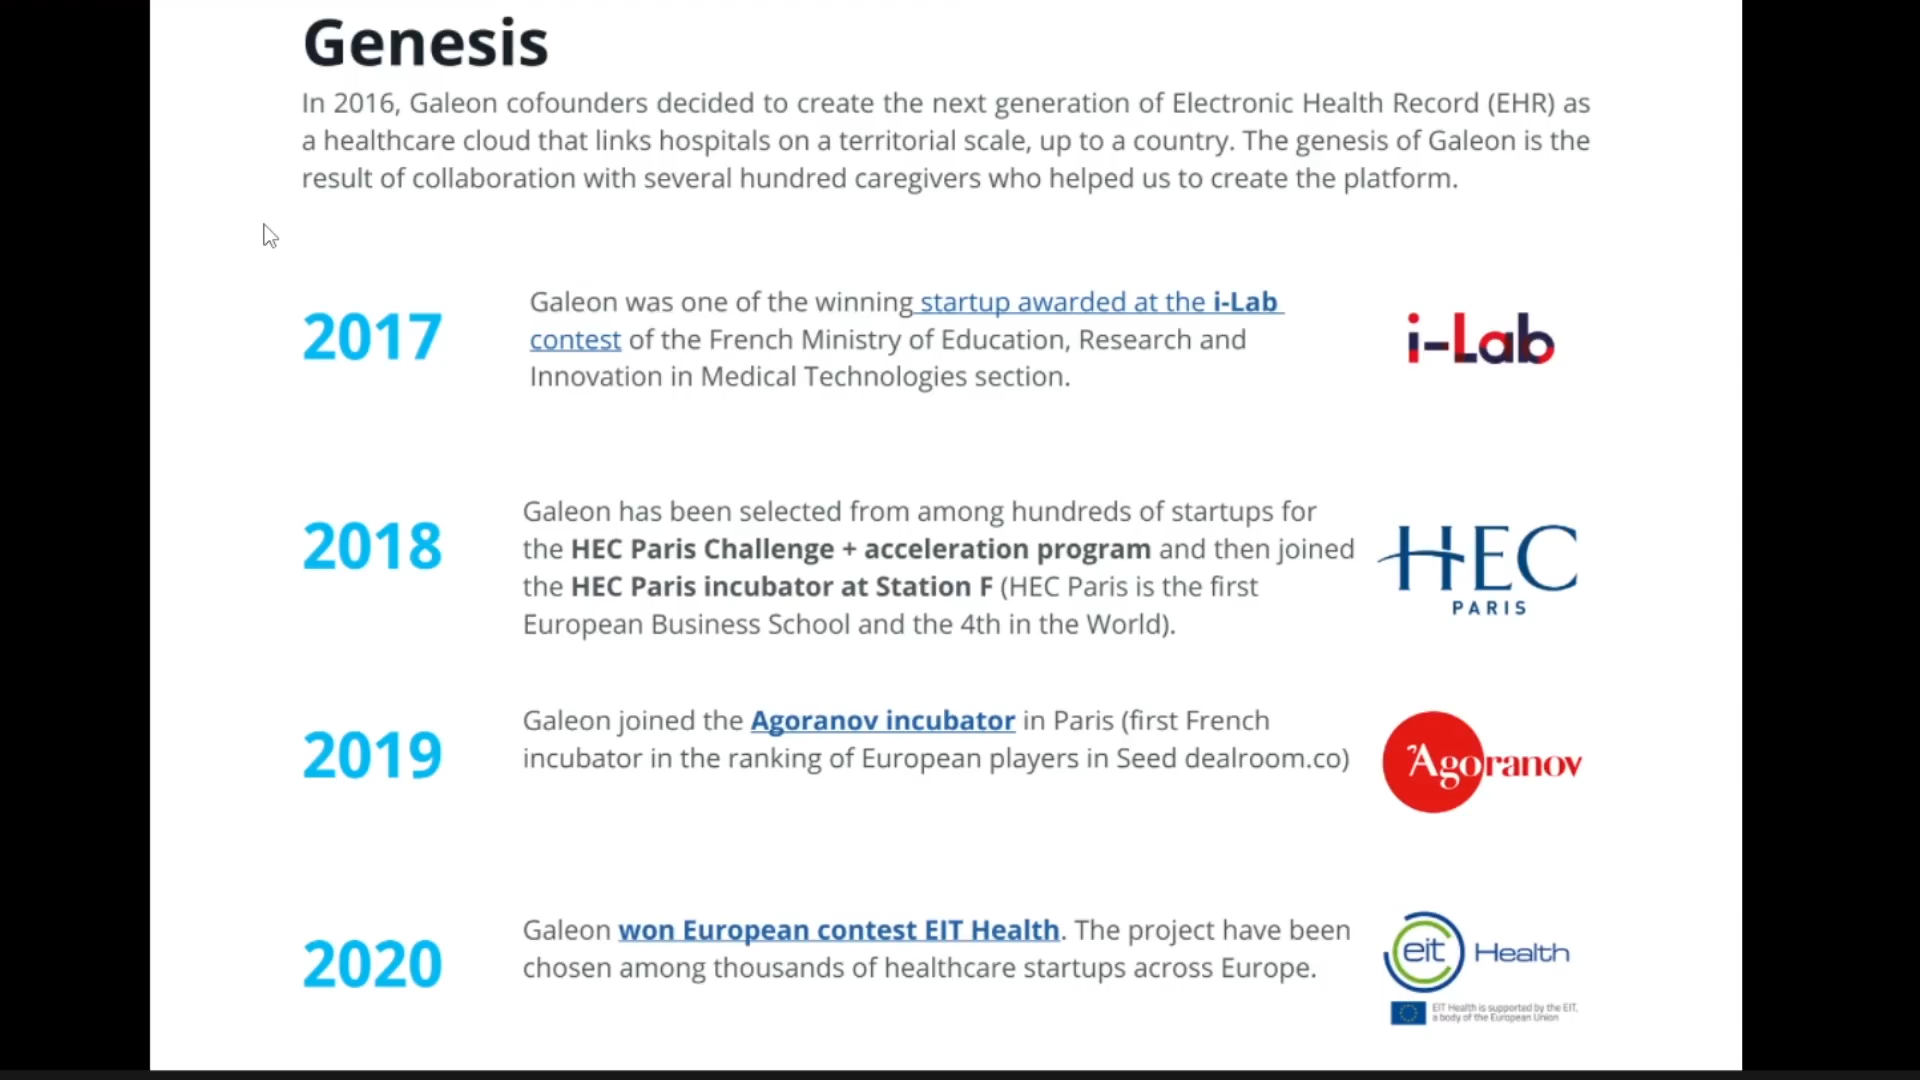 Genesis
In 2016, Galeon cofounders decided to create the next generation of Electronic Health Record (EHR) as
a healthcare cloud that links hospitals on a territorial scale, up to a country. The genesis of Galeon is the
result of collaboration with several hundred caregivers who helped us to create the platform.
2017
Galeon was one of the winning startup awarded at the i-Lab
contest of the French Ministry of Education, Research and
Innovation in Medical Technologies section.
i-Lab
2018
Galeon has been selected from among hundreds of startups for
the HEC Paris Challenge + acceleration program and then joined
the HEC Paris incubator at Station F (HEC Paris is the first
European Business School and the 4th in the World).
HEC
PARIS
2019
Galeon joined the Agoranov incubator in Paris (first French
incubator in the ranking of European players in Seed dealroom.co)
Agoranov
2020
Galeon won European contest EIT Health. The project have been
chosen among thousands of healthcare startups across Europe.
eit Health
EIT Health is supported by the EIT,
a body of the European Union